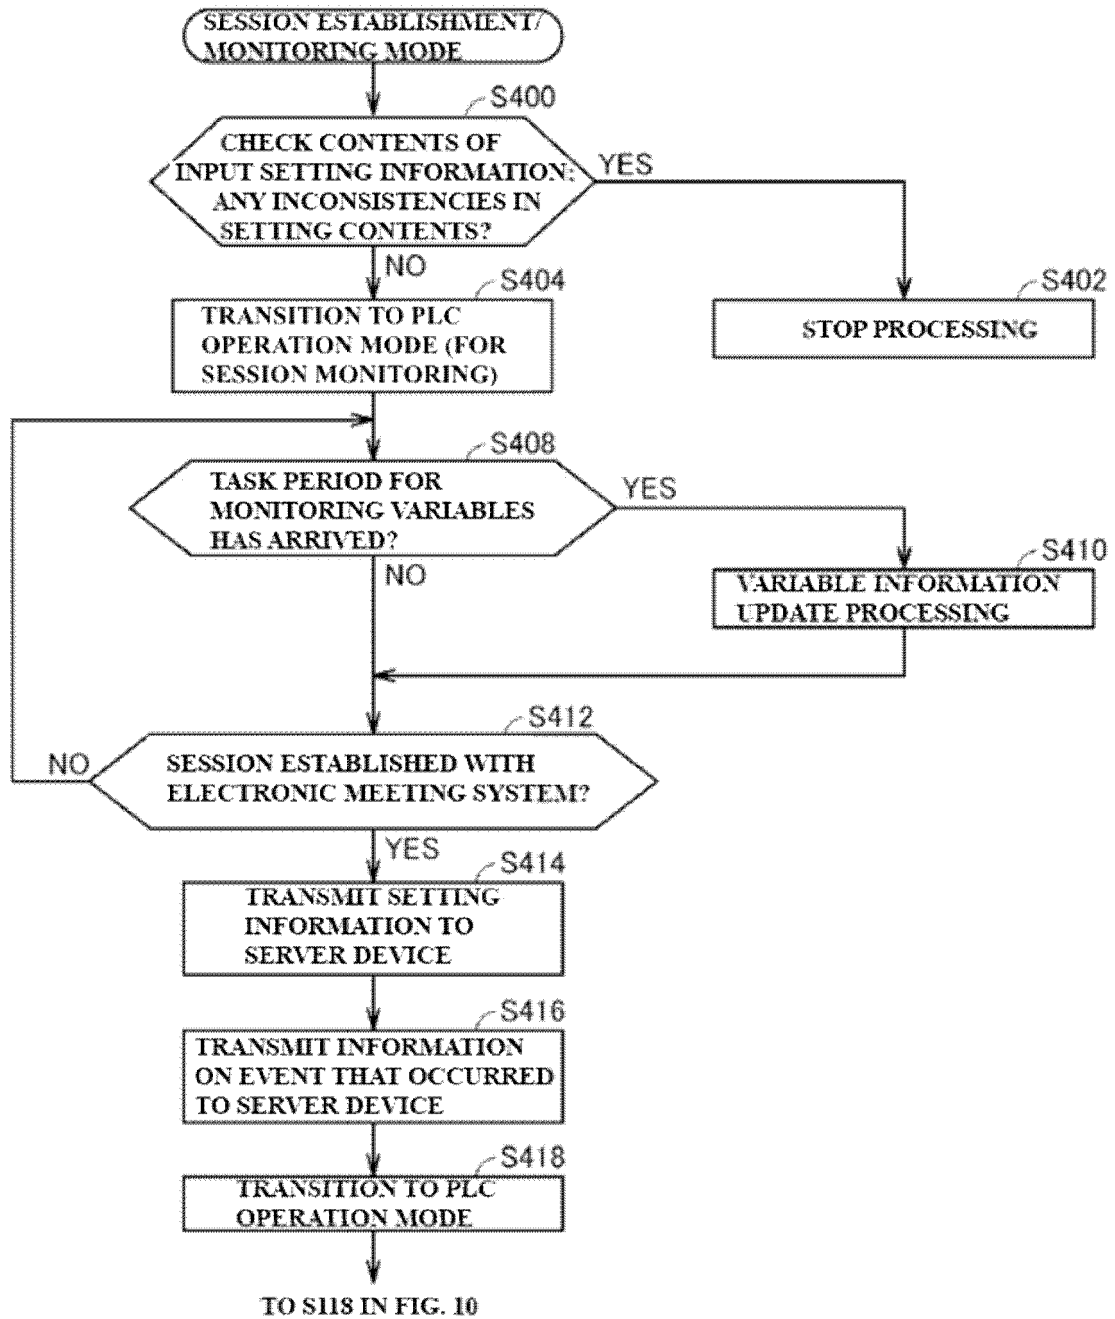 SESSION ESTABLISHMENT/
MONITORING MODE
S400
CHECK CONTENTS OF
INPUT SETTING INFORMATION:
ANY INCONSISTENCIES IN
SETTING CONTENTS?
YES
NO
S404
TRANSITION TO PLC
OPERATION MODE (FOR
SESSION MONITORING)
S402
STOP PROCESSING
S408
TASK PERIOD FOR
MONITORING VARIABLES
HAS ARRIVED?
YES
NO
S410
VARIABLE INFORMATION
UPDATE PROCESSING
S412
NO
SESSION ESTABLISHED WITH
ELECTRONIC MEETING SYSTEM?
YES
S414
TRANSMIT SETTING
INFORMATION TO
SERVER DEVICE
S416
TRANSMIT INFORMATION
ON EVENT THAT OCCURRED
TO SERVER DEVICE
S418
TRANSITION TO PLC
OPERATION MODE
TO S118 IN FIG. 10